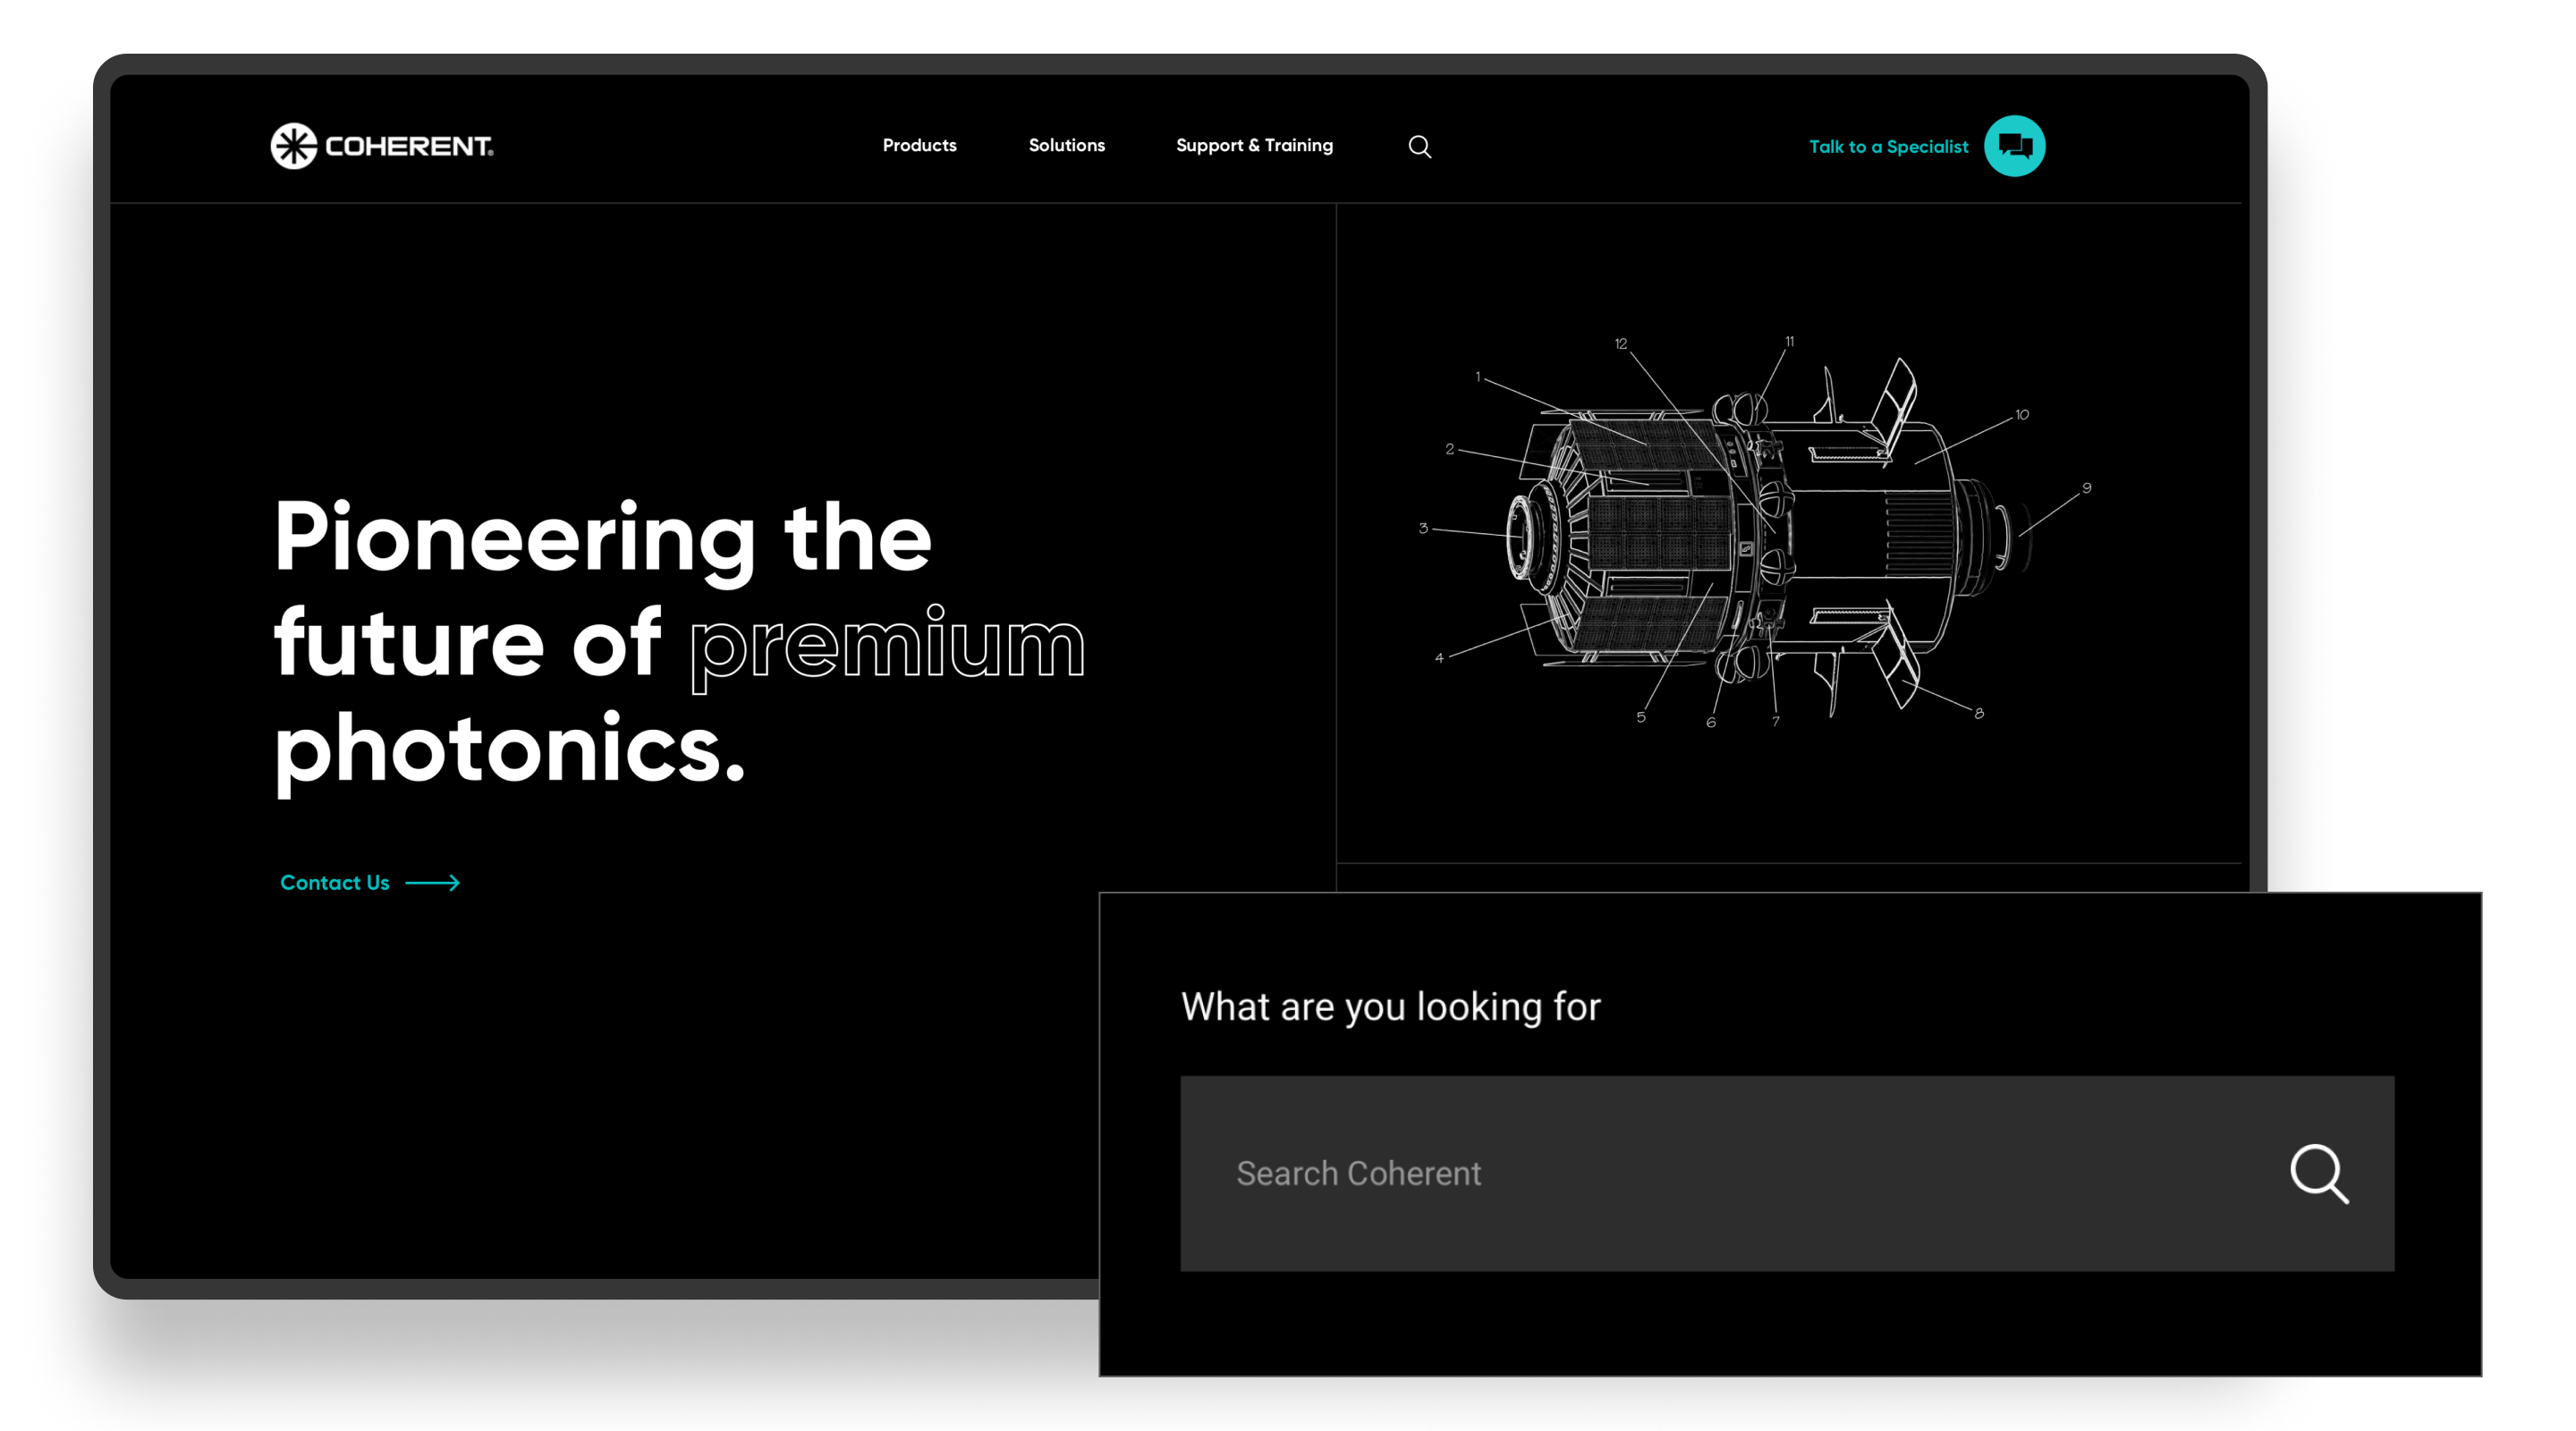 COHERENT®
Products
Solutions
Support & Training
Talk to a Specialist
Pioneering the
future of premium
photonics.
Contact Us
12
11
1
10
2
9
3
4
5
6
7
8
What are you looking for
Search Coherent